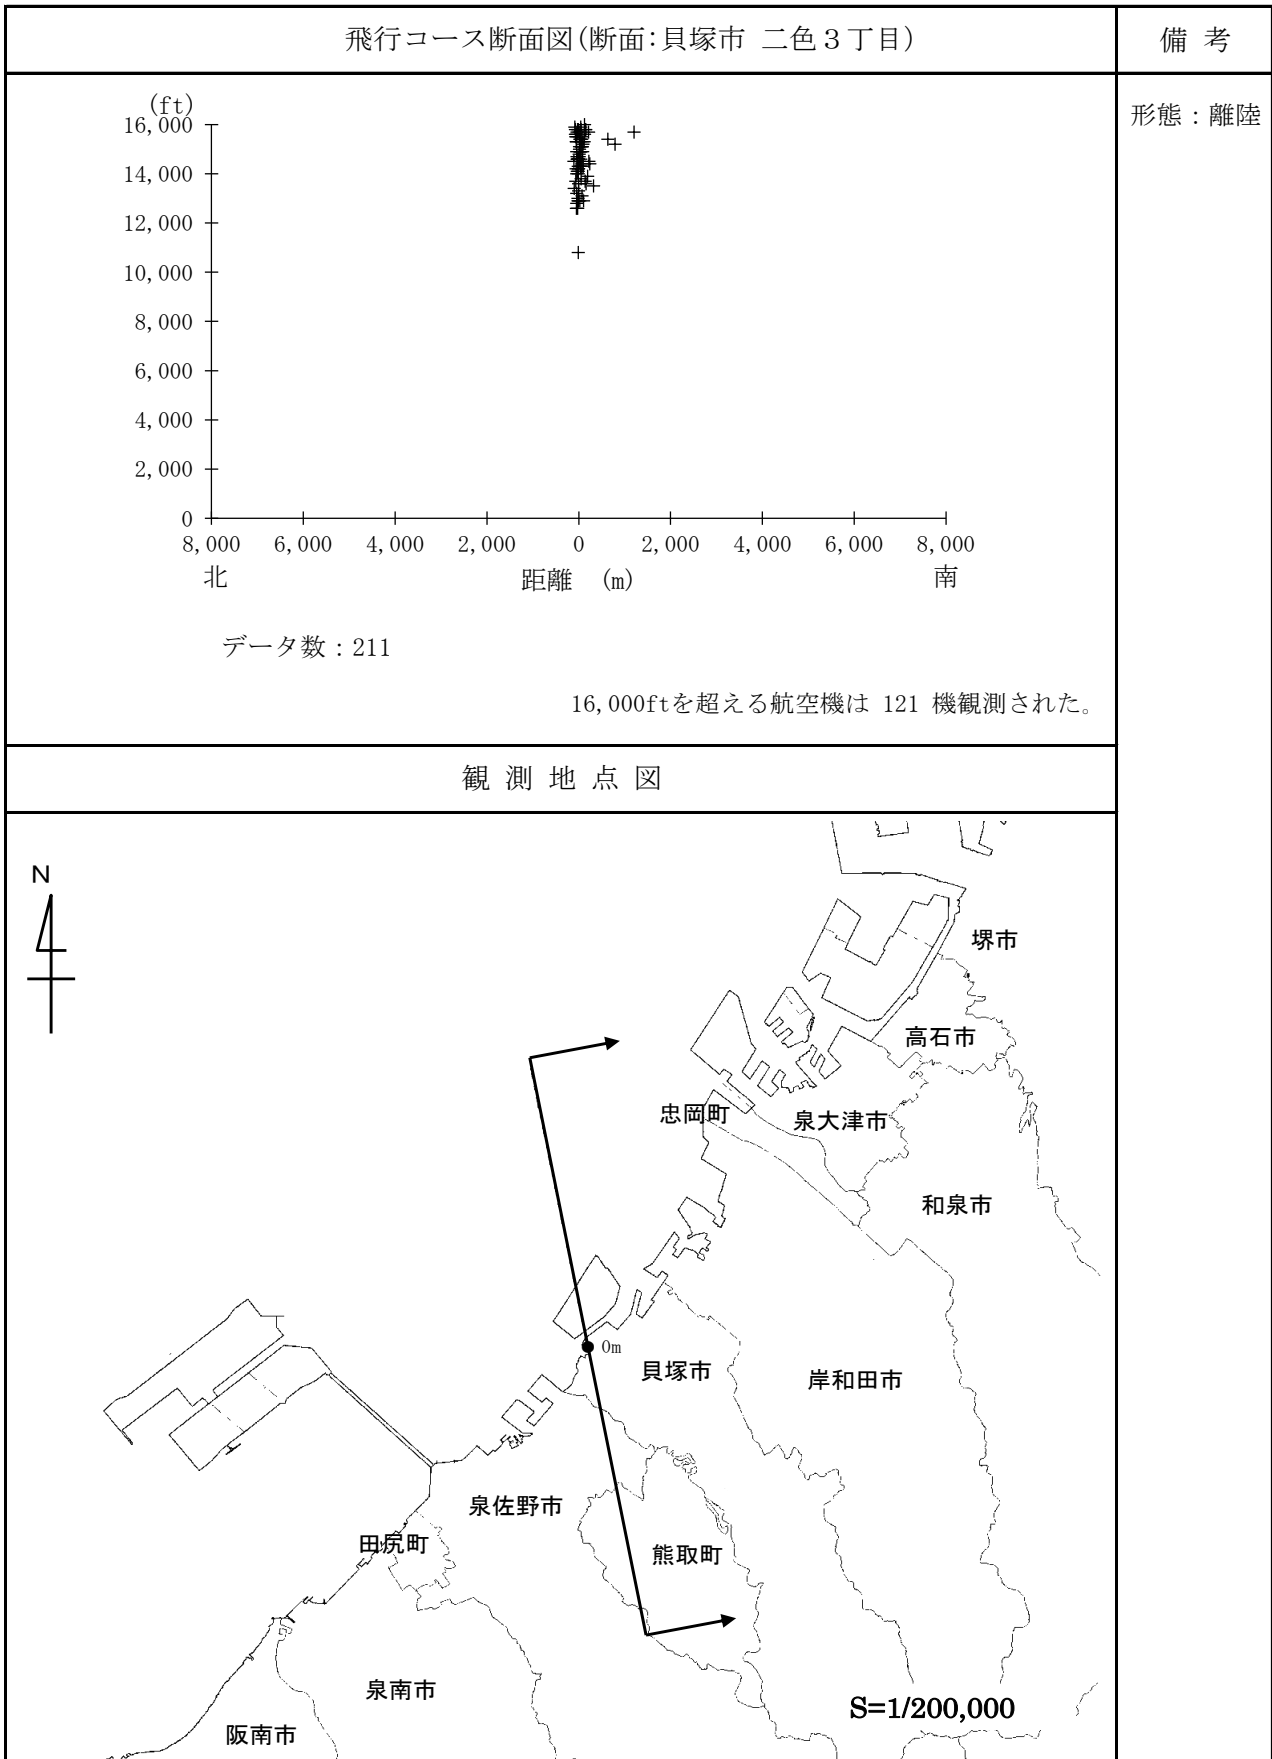 飛行コース断面図(断面:貝塚市 二色３丁目)
備 考
形態：離陸
(ft)
16,000
14,000
12,000
10,000
8,000
6,000
4,000
2,000
0
8,000 6,000 4,000 2,000 0 2,000 4,000 6,000 8,000
北 距離 (m) 南
データ数：211
16,000ftを超える航空機は 121 機観測された。
観 測 地 点 図
N
堺市
高石市
忠岡町
泉大津市
和泉市
0m
貝塚市
岸和田市
泉佐野市
田尻町
熊取町
泉南市
S=1/200,000
阪南市